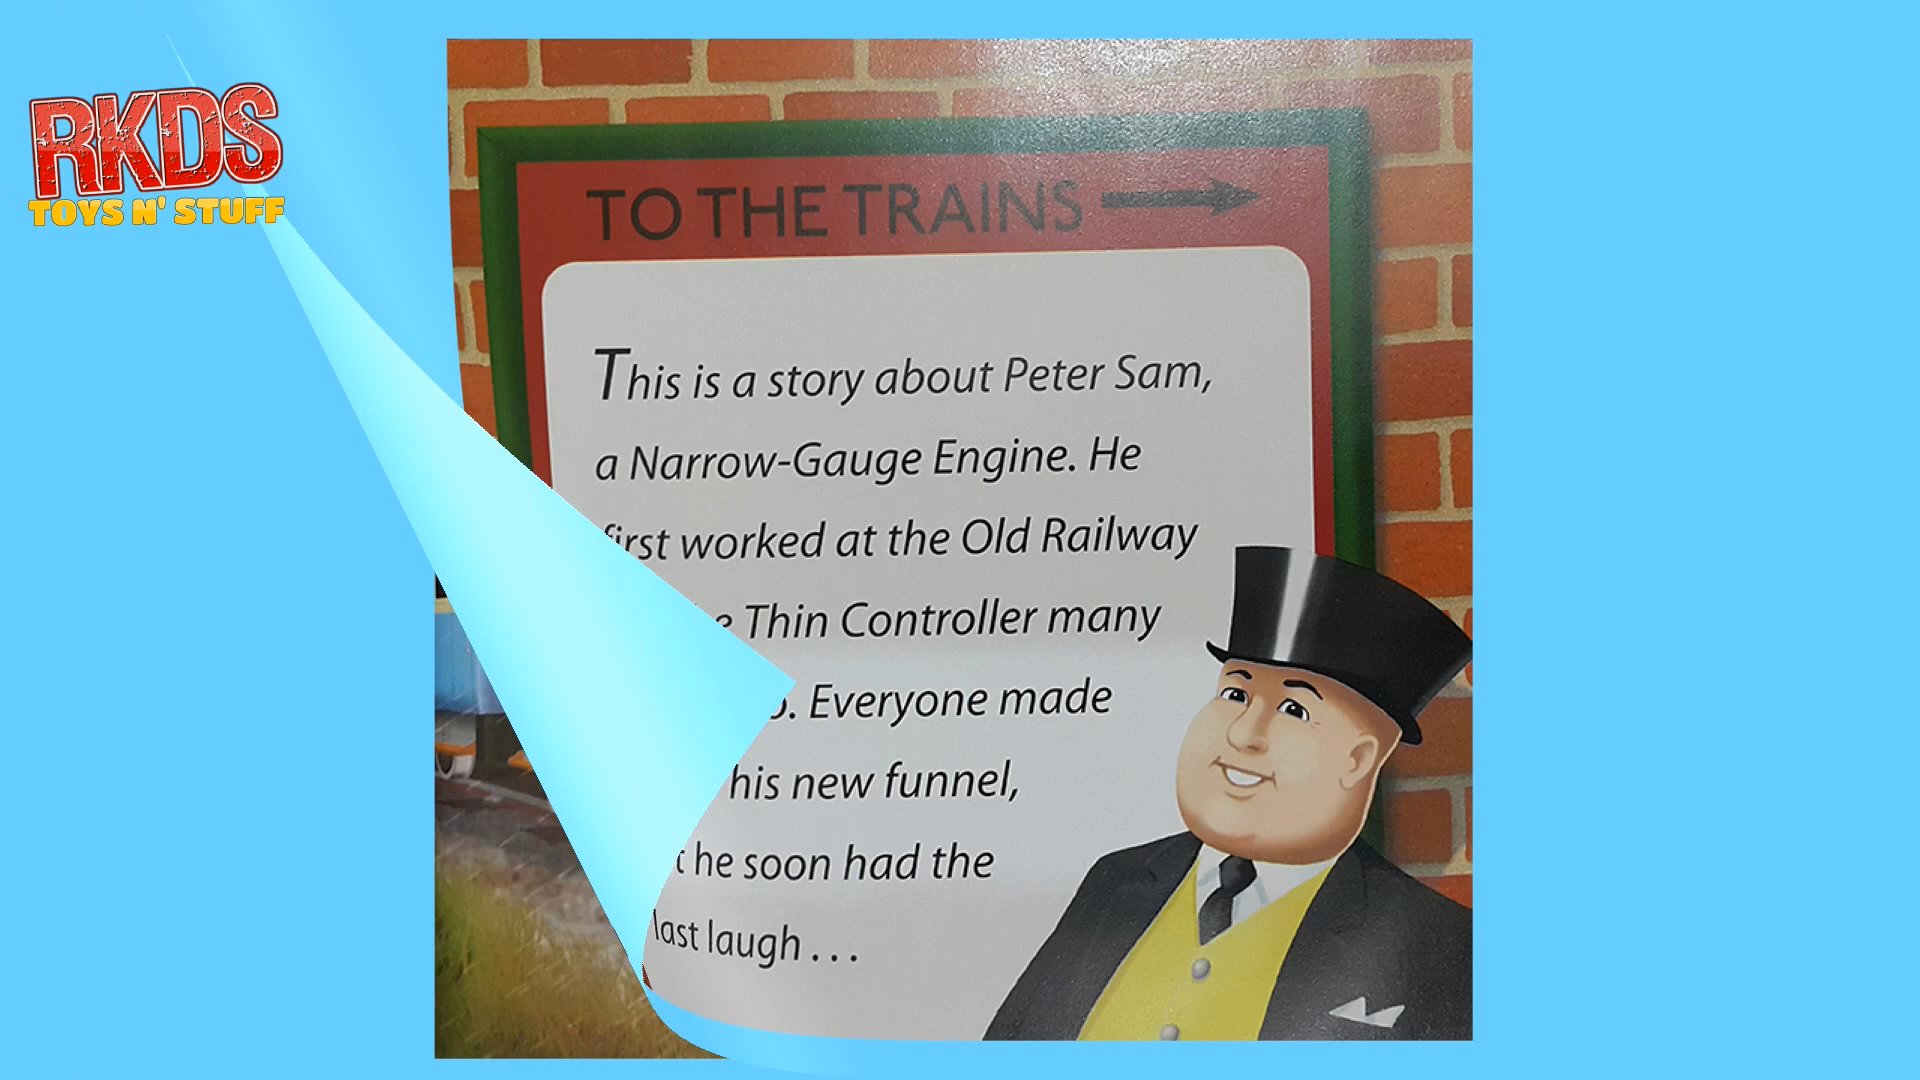 RKDS
TOYS N' STUFF
TO THE TRAINS
This is a story about Peter Sam,
a Narrow-Gauge Engine. He
first worked at the Old Railway
Thin Controller many
Everyone made
his new funnel,
he soon had the
last laugh . . .